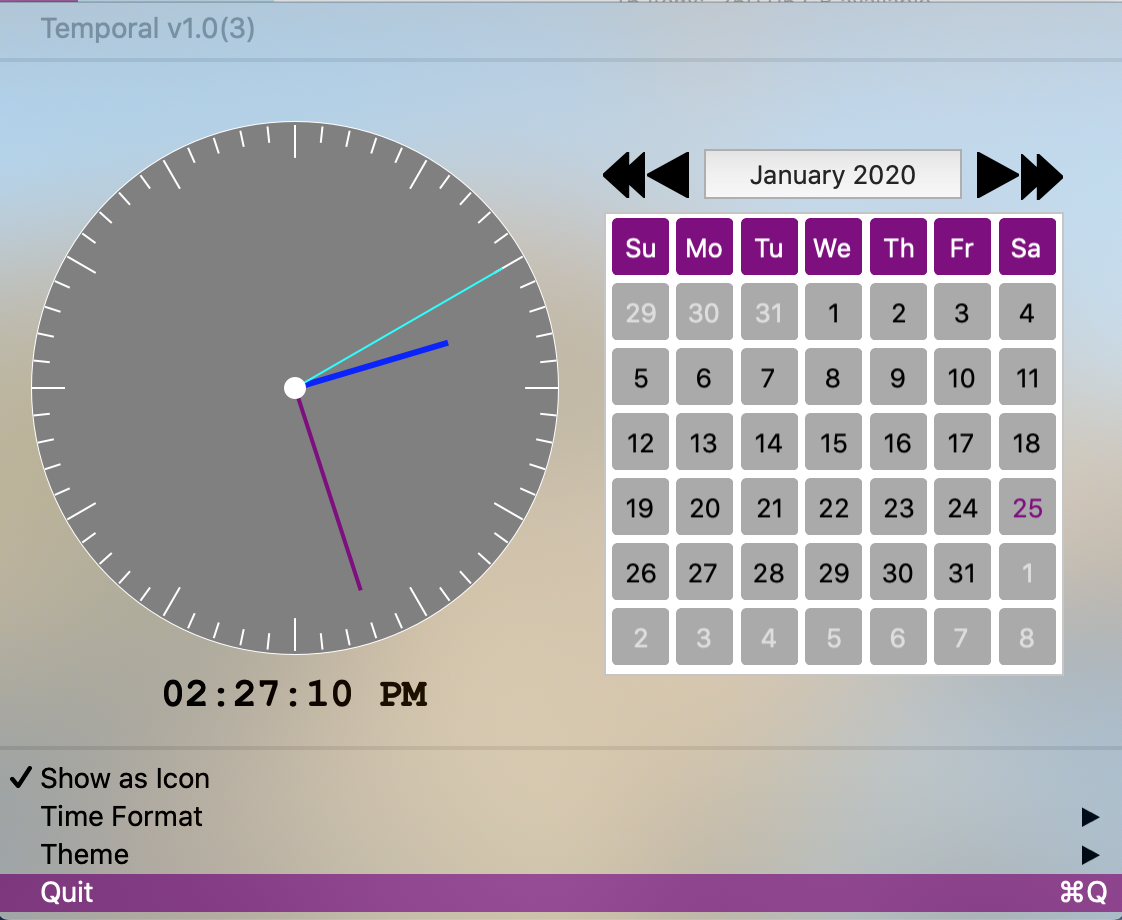 Temporal v1.0(3)
January 2020
Su Mo Tu We Th Fr Sa
29 30 31 1 2 3 4
5 6 7 8 9 10 11
12 13 14 15 16 17 18
19 20 21 22 23 24 25
26 27 28 29 30 31 1
2 3 4 5 6 7 8
02:27:10 PM
✓ Show as Icon
Time Format
Theme
Quit ⌘Q